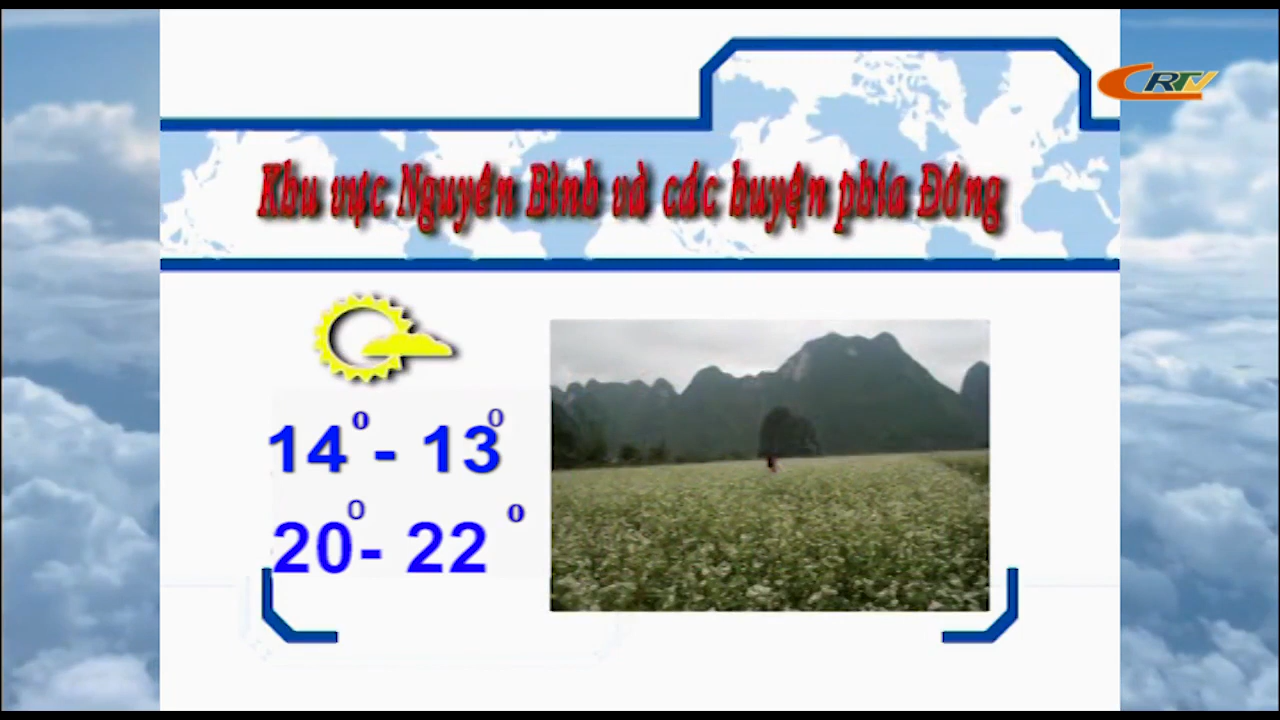 CRTV
Khu vực Nguyên Bình và các huyện phía Đông
14° - 13°
20° - 22°